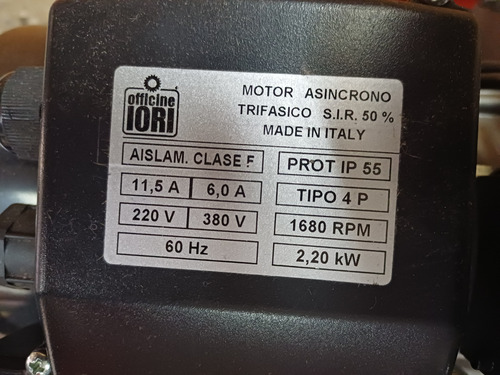 officine
IORI
MOTOR ASINCRONO
TRIFASICO S.I.R. 50 %
MADE IN ITALY
AISLAM. CLASE F
PROT IP 55
11,5 A 6,0 A
TIPO 4 P
220 V 380 V
1680 RPM
60 Hz
2,20 kW